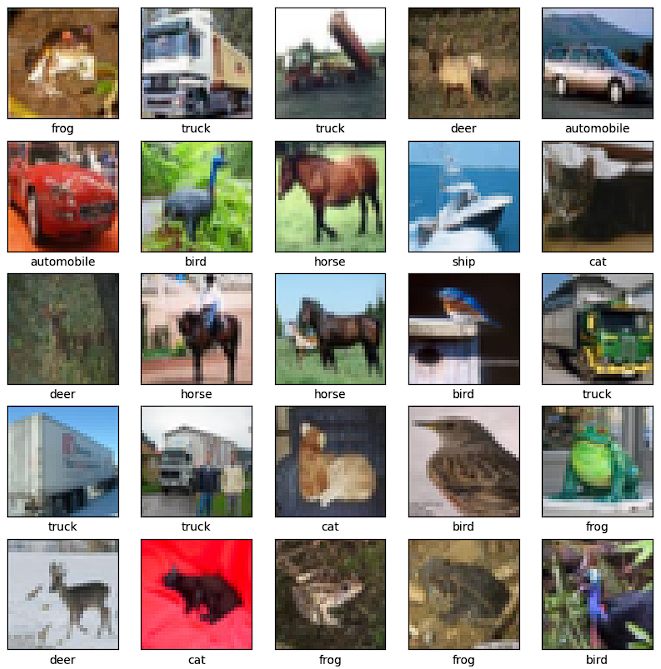 frog truck truck deer automobile
automobile bird horse ship cat
deer horse horse bird truck
truck truck cat bird frog
deer cat frog frog bird